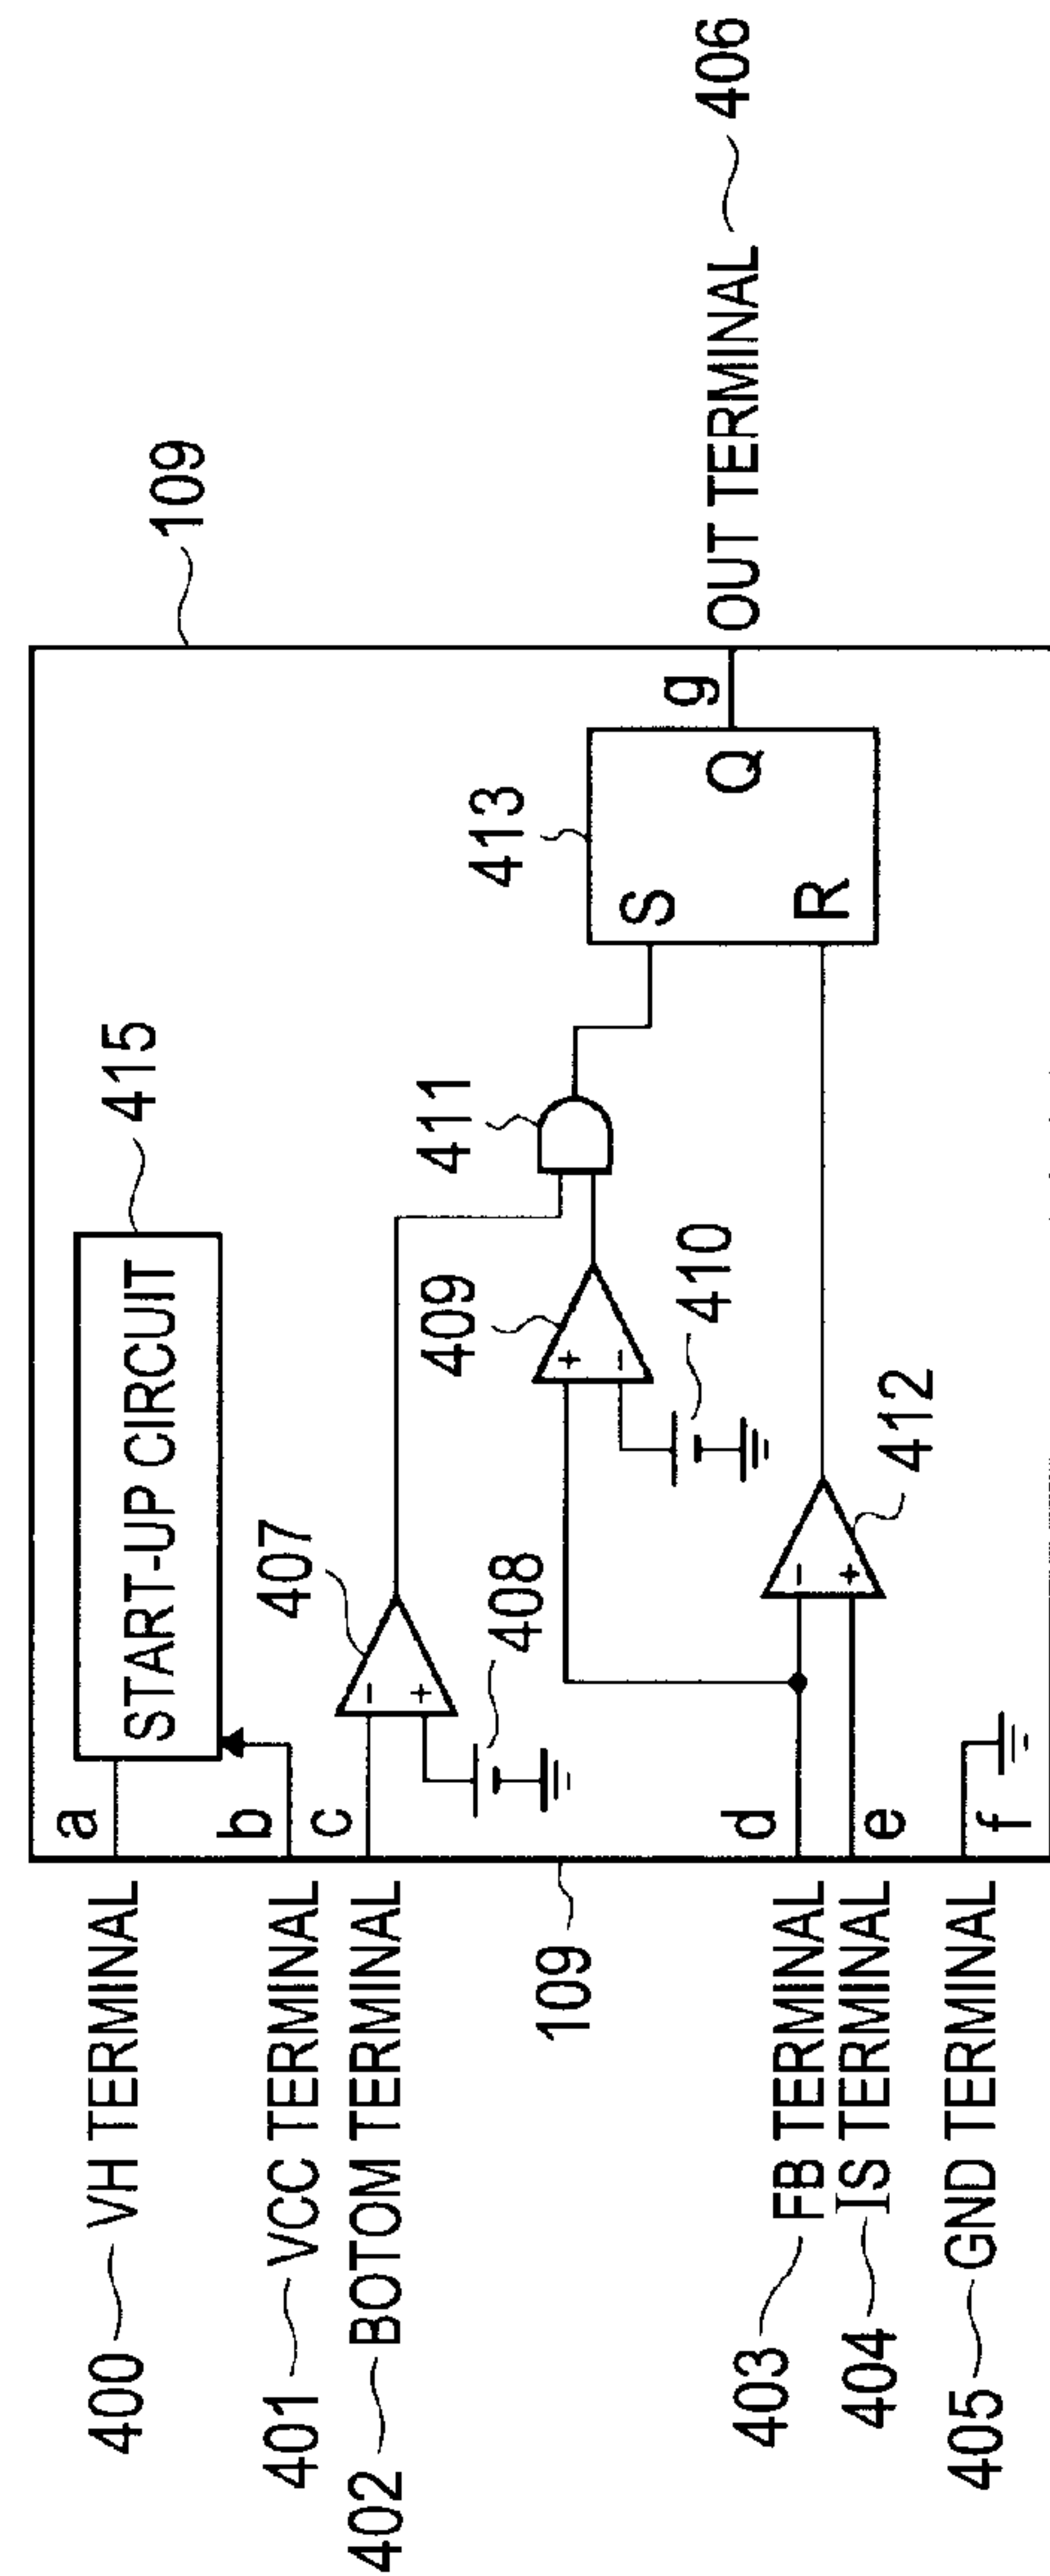 400 VH TERMINAL
401 VCC TERMINAL
402 BOTTOM TERMINAL
403 FB TERMINAL
404 IS TERMINAL
405 GND TERMINAL
109
a
b
c
d
e
f
START-UP CIRCUIT
415
407
- +
408
409
+ -
410
411
412
- +
413
S
R
Q
g
109
OUT TERMINAL 406